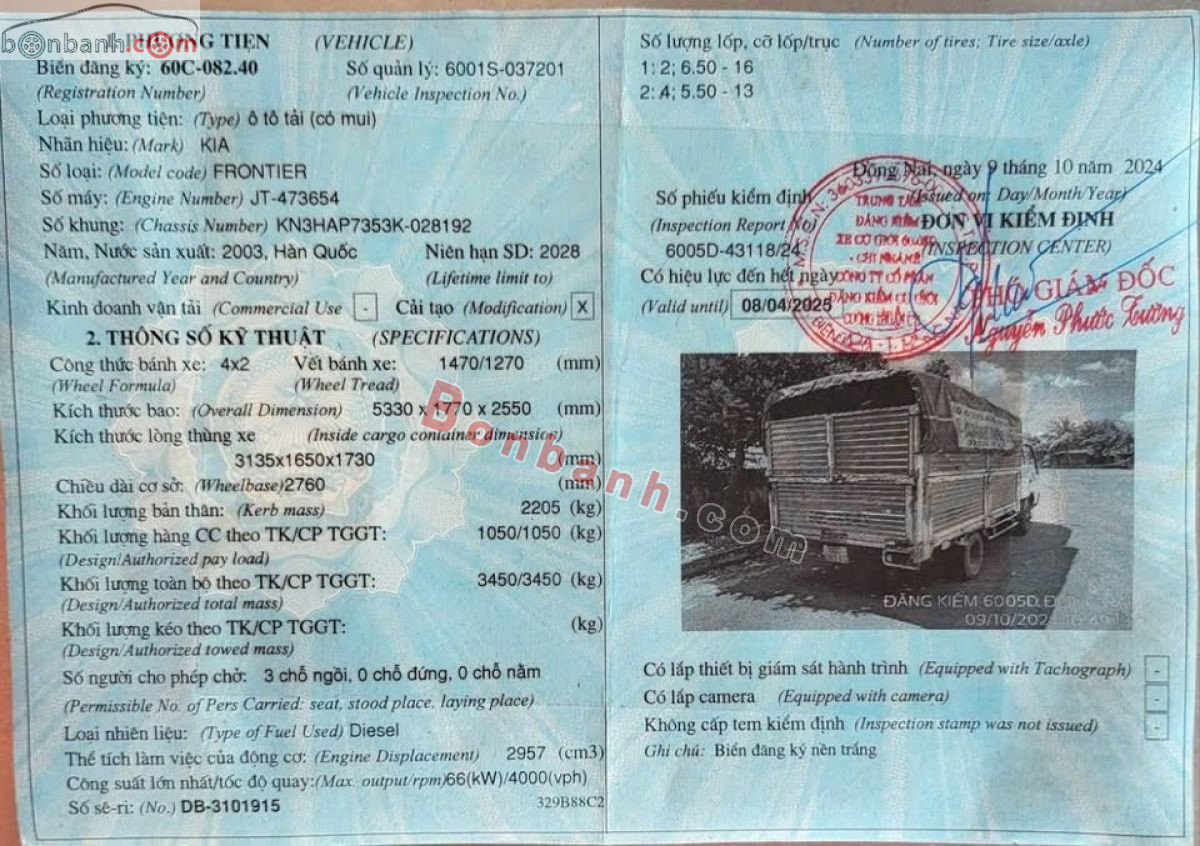 bonbanh.com
PHƯƠNG TIỆN (VEHICLE)
Biển đăng ký: 60C-082.40 Số quản lý: 6001S-037201
(Registration Number) (Vehicle Inspection No.)
Loại phương tiện: (Type) ô tô tải (có mui)
Nhãn hiệu: (Mark) KIA
Số loại: (Model code) FRONTIER
Số máy: (Engine Number) JT-473654
Số khung: (Chassis Number) KN3HAP7353K-028192
Năm, Nước sản xuất: 2003, Hàn Quốc Niên hạn SD: 2028
(Manufactured Year and Country) (Lifetime limit to)
Kinh doanh vận tải (Commercial Use - Cải tạo (Modification) X
2. THÔNG SỐ KỸ THUẬT (SPECIFICATIONS)
Công thức bánh xe: 4x2 Vết bánh xe: 1470/1270 (mm)
(Wheel Formula) (Wheel Tread)
Kích thước bao: (Overall Dimension) 5330 x 1770 x 2550 (mm)
Kích thước lòng thùng xe (Inside cargo container dimension)
3135x1650x1730 (mm)
Chiều dài cơ sở: (Wheelbase)2760 (mm)
Khối lượng bản thân: (Kerb mass) 2205 (kg)
Khối lượng hàng CC theo TK/CP TGGT: 1050/1050 (kg)
(Design/Authorized pay load)
Khối lượng toàn bộ theo TK/CP TGGT: 3450/3450 (kg)
(Design/Authorized total mass)
Khối lượng kéo theo TK/CP TGGT: (kg)
(Design/Authorized towed mass)
Số người cho phép chở: 3 chỗ ngồi, 0 chỗ đứng, 0 chỗ nằm
(Permissible No. of Pers Carried: seat, stood place, laying place)
Loại nhiên liệu: (Type of Fuel Used) Diesel
Thể tích làm việc của động cơ: (Engine Displacement) 2957 (cm3)
Công suất lớn nhất/tốc độ quay:(Max. output/rpm)66(kW)/4000(vph)
Số sê-ri: (No.) DB-3101915 329B88C2
Số lượng lốp, cỡ lốp/trục (Number of tires; Tire size/axle)
1: 2; 6.50 - 16
2: 4; 5.50 - 13
Đồng Nai, ngày 9 tháng 10 năm 2024
(Issued on: Day/Month/Year)
Số phiếu kiểm định
(Inspection Report No) ĐƠN VỊ KIỂM ĐỊNH
6005D-43118/24 (INSPECTION CENTER)
Có hiệu lực đến hết ngày
(Valid until) 08/04/2025
TRUNG TÂM
ĐĂNG KIỂM
XE CƠ GIỚI
CÔNG TY CỔ PHẦN
ĐĂNG KIỂM CƠ GIỚI
PHÓ GIÁM ĐỐC
Nguyễn Phước Tường
Bonbanh.com
ĐĂNG KIỂM 6005D
09/10/202
Có lắp thiết bị giám sát hành trình (Equipped with Tachograph) -
Có lắp camera (Equipped with camera) -
Không cấp tem kiểm định (Inspection stamp was not issued) -
Ghi chú: Biển đăng ký nền trắng